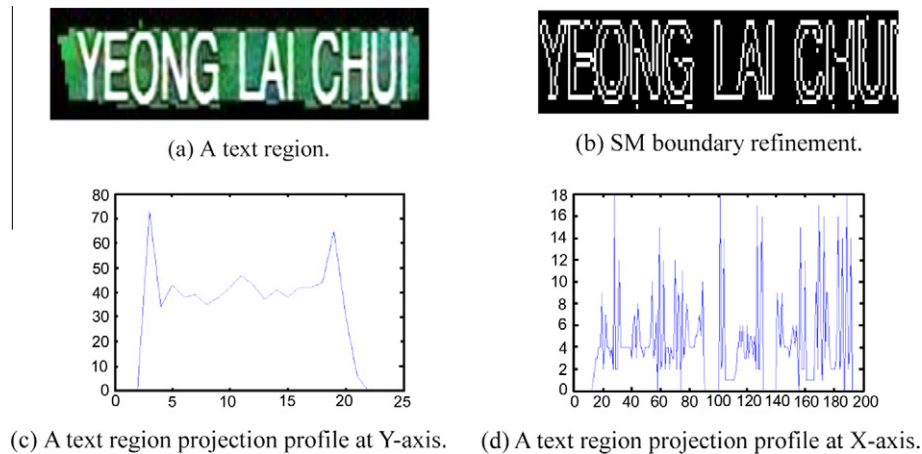 YEONG LAI CHUI
YEONG LAI CHUI
(a) A text region.
(b) SM boundary refinement.
80
70
60
50
40
30
20
10
0
0 5 10 15 20 25
18
16
14
12
10
8
6
4
2
0
0 20 40 60 80 100 120 140 160 180 200
(c) A text region projection profile at Y-axis.
(d) A text region projection profile at X-axis.